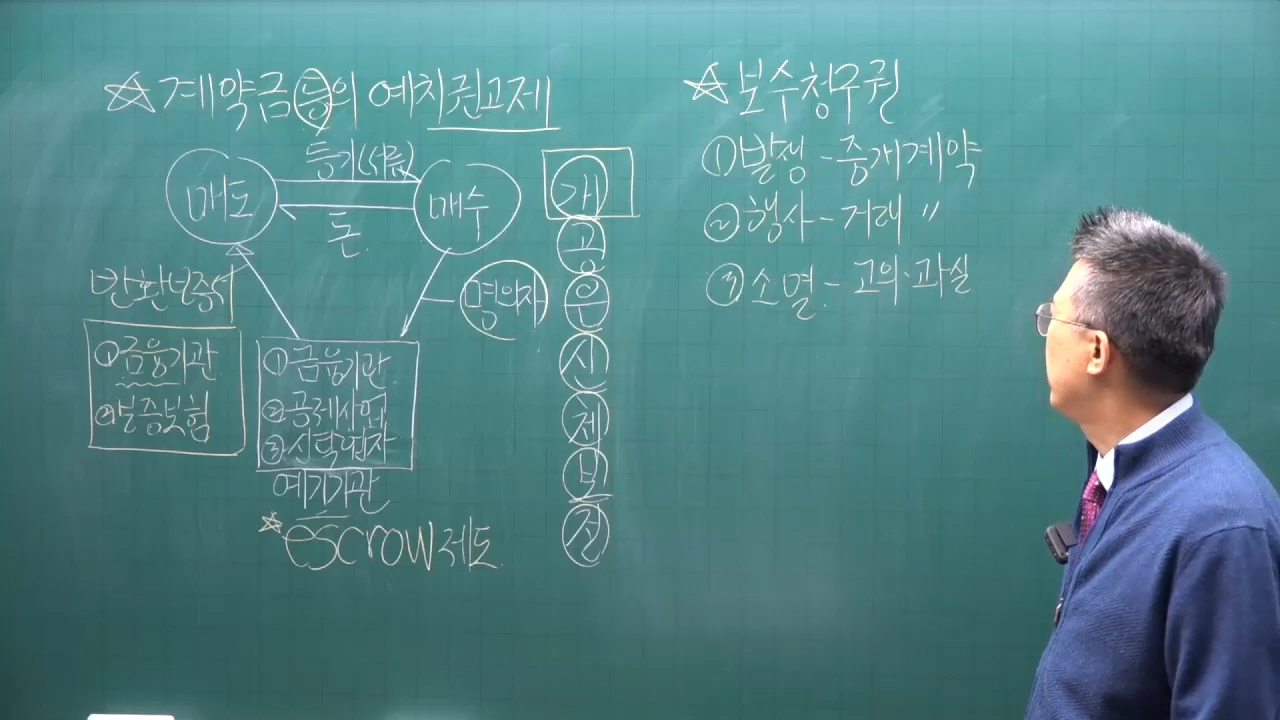 ☆계약금 등의 예치권고제
등기(서류)
매도
매수
돈
반환보증서
명의자
①금융기관
②보증보험
①금융기관
②공제사업
③신탁업자
예치기관
☆escrow제도
개
공
은
신
체
보
전
☆보수청구권
①발생 - 중개계약
②행사 - 거래 〃
③소멸 - 고의·과실